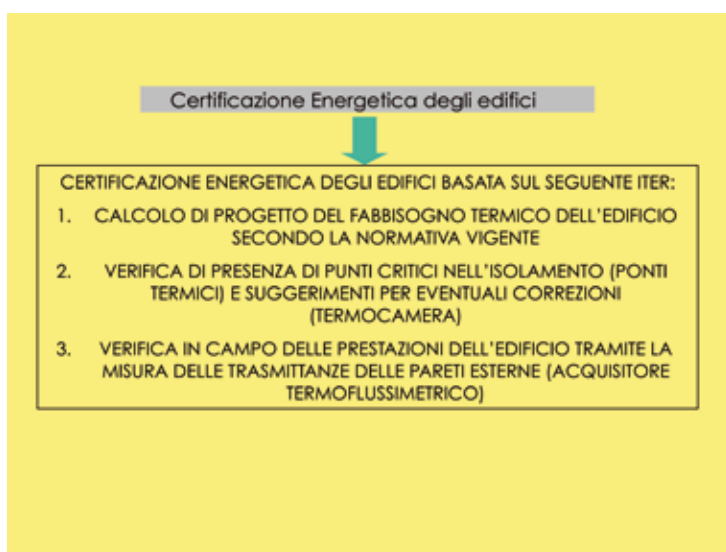 Certificazione Energetica degli edifici
CERTIFICAZIONE ENERGETICA DEGLI EDIFICI BASATA SUL SEGUENTE ITER:
1. CALCOLO DI PROGETTO DEL FABBISOGNO TERMICO DELL'EDIFICIO
SECONDO LA NORMATIVA VIGENTE
2. VERIFICA DI PRESENZA DI PUNTI CRITICI NELL'ISOLAMENTO (PONTI
TERMICI) E SUGGERIMENTI PER EVENTUALI CORREZIONI
(TERMOCAMERA)
3. VERIFICA IN CAMPO DELLE PRESTAZIONI DELL'EDIFICIO TRAMITE LA
MISURA DELLE TRASMITTANZE DELLE PARETI ESTERNE (ACQUISITORE
TERMOFLUSSIMETRICO)